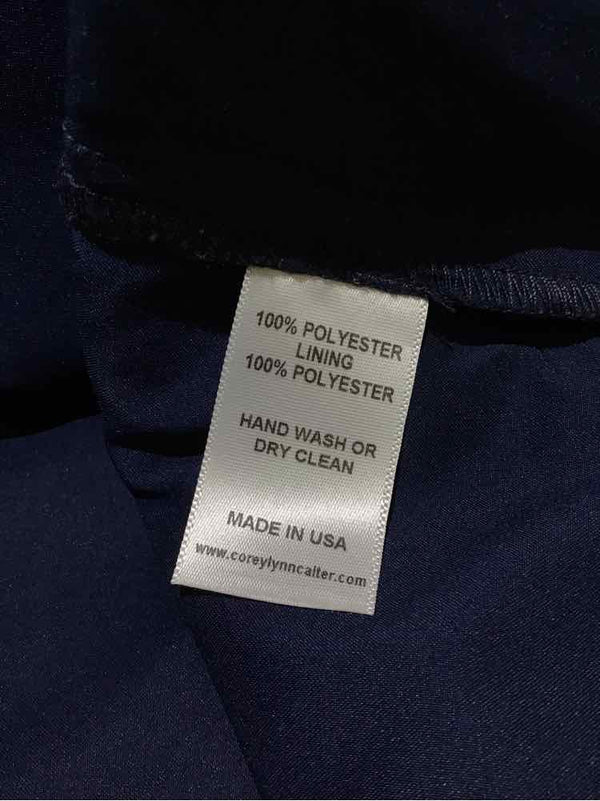 100% POLYESTER
LINING
100% POLYESTER
HAND WASH OR
DRY CLEAN
MADE IN USA
www.coreylynncalter.com